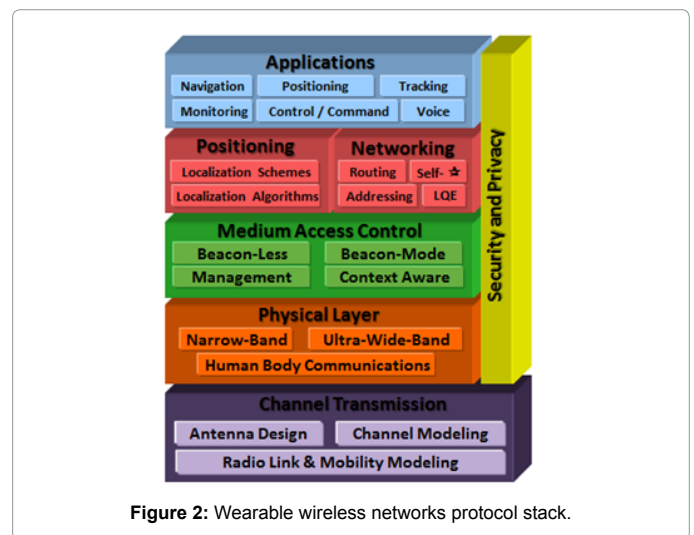 Applications
Navigation Positioning Tracking
Monitoring Control / Command Voice
Positioning
Localization Schemes
Localization Algorithms
Networking
Routing Self- ☆
Addressing LQE
Medium Access Control
Beacon-Less Beacon-Mode
Management Context Aware
Physical Layer
Narrow-Band Ultra-Wide-Band
Human Body Communications
Channel Transmission
Antenna Design Channel Modeling
Radio Link & Mobility Modeling
Security and Privacy
Figure 2: Wearable wireless networks protocol stack.